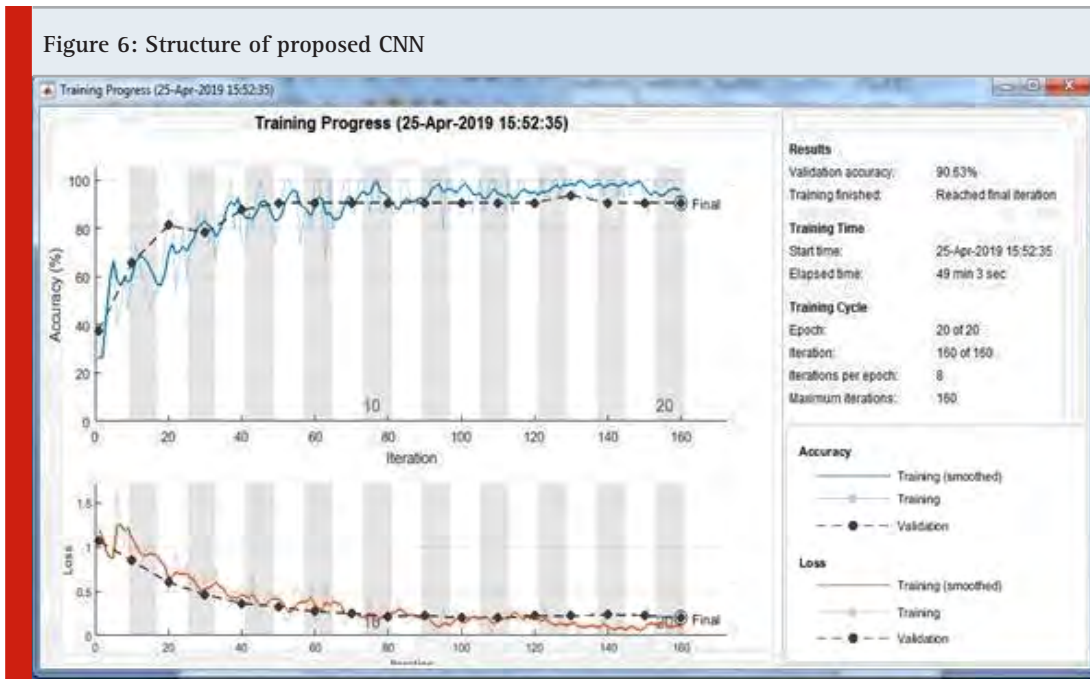 Figure 6: Structure of proposed CNN
Training Progress (25-Apr-2019 15:52:35)
Training Progress (25-Apr-2019 15:52:35)
Accuracy (%)
100
80
60
40
20
0
Final
10
20
0 20 40 60 80 100 120 140 160
Iteration
Loss
1.5
1
0.5
0
Final
10
20
0 20 40 60 80 100 120 140 160
Results
Validation accuracy: 90.63%
Training finished: Reached final iteration
Training Time
Start time: 25-Apr-2019 15:52:35
Elapsed time: 49 min 3 sec
Training Cycle
Epoch: 20 of 20
Iteration: 160 of 160
Iterations per epoch: 8
Maximum iterations: 160
Accuracy
Training (smoothed)
Training
Validation
Loss
Training (smoothed)
Training
Validation